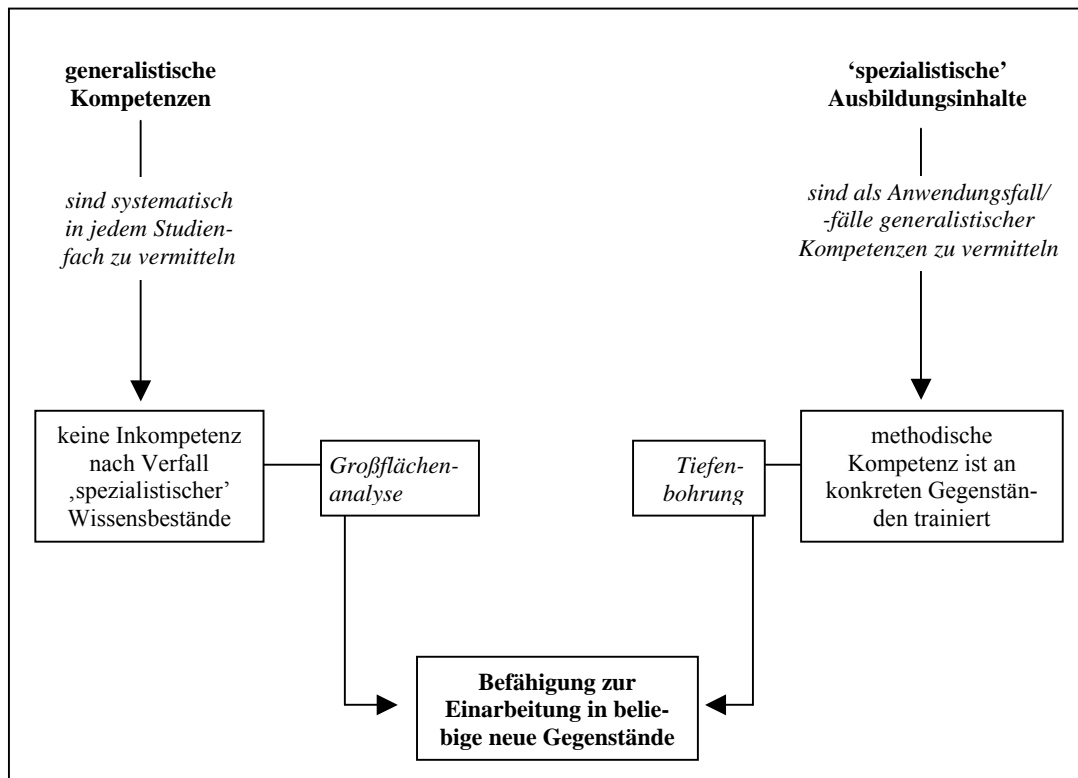 generalistische
Kompetenzen
sind systematisch
in jedem Studien-
fach zu vermitteln
keine Inkompetenz
nach Verfall
‚spezialistischer’
Wissensbestände
Großflächen-
analyse
‘spezialistische’
Ausbildungsinhalte
sind als Anwendungsfall/
-fälle generalistischer
Kompetenzen zu vermitteln
methodische
Kompetenz ist an
konkreten Gegenstän-
den trainiert
Tiefen-
bohrung
Befähigung zur
Einarbeitung in belie-
bige neue Gegenstände